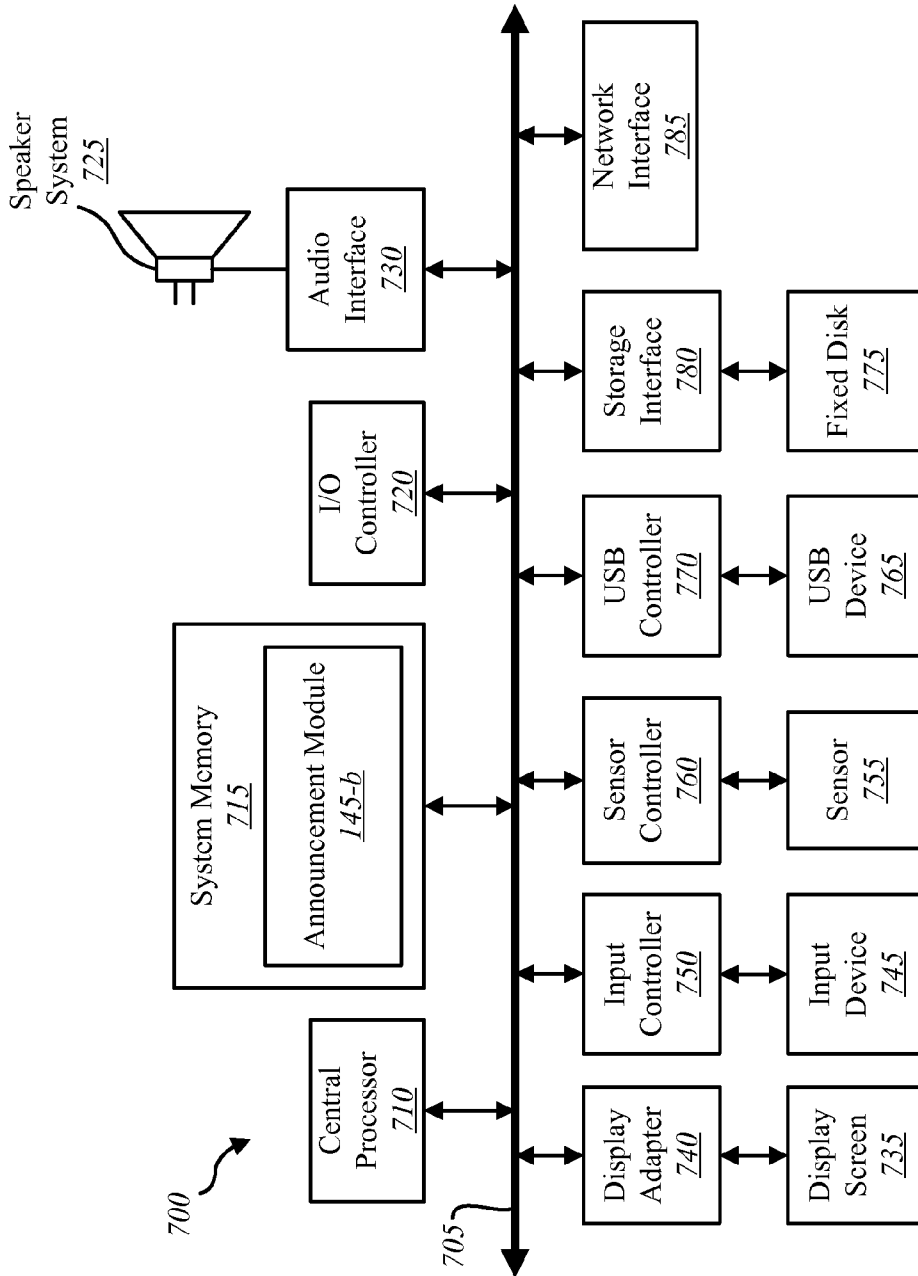 700
Central
Processor
710
System Memory
715
Announcement Module
145-b
I/O
Controller
720
Speaker
System
725
Audio
Interface
730
705
Display
Adapter
740
Input
Controller
750
Sensor
Controller
760
USB
Controller
770
Storage
Interface
780
Network
Interface
785
Display
Screen
735
Input
Device
745
Sensor
755
USB
Device
765
Fixed Disk
775